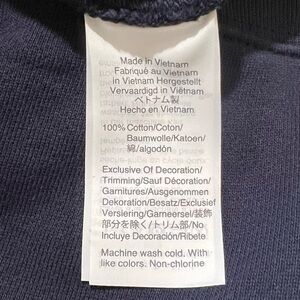 Made in Vietnam
Fabriqué au Vietnam
In Vietnam Hergestellt
Vervaardigd in Viëtnam
ベトナム製
Hecho en Vietnam
100% Cotton/Coton/
Baumwolle/Katoen/
綿/algodón
Exclusive Of Decoration/
Trimming/Sauf Décoration/
Garnitures/Ausgenommen
Dekoration/Besatz/Exclusief
Versiering/Garneersel/装飾
部分を除く/トリム部/No
Incluye Decoración/Ribete
Machine wash cold. With
like colors. Non-chlorine